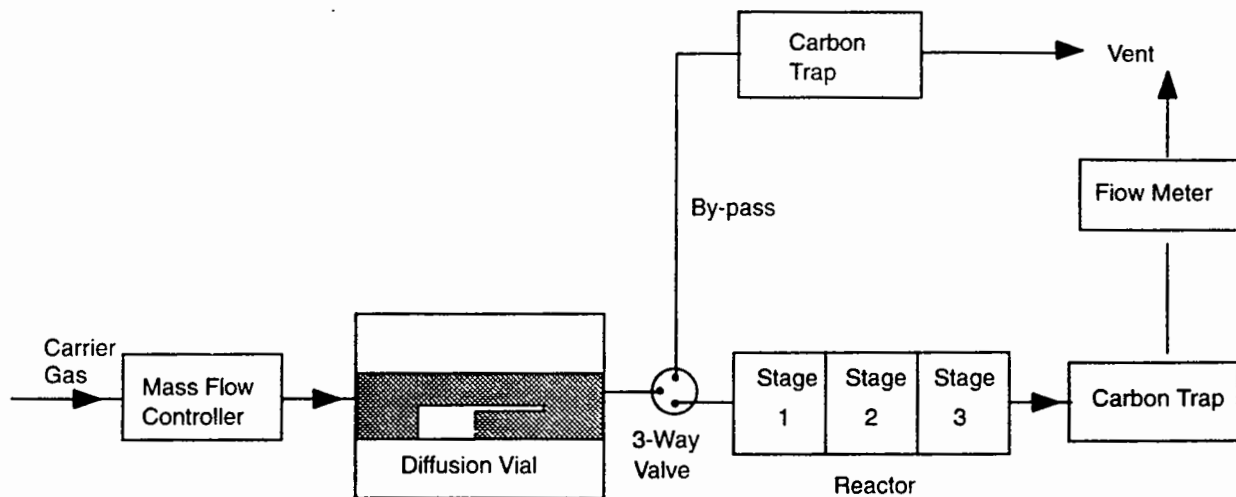 Carbon
Trap
Vent
Flow Meter
By-pass
Carrier
Gas
Mass Flow
Controller
Diffusion Vial
3-Way
Valve
Stage
1
Stage
2
Stage
3
Reactor
Carbon Trap